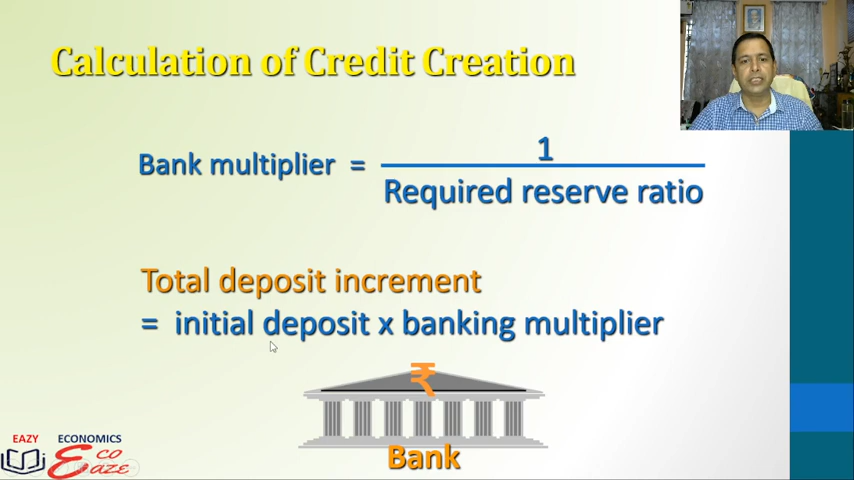 Calculation of Credit Creation
Bank multiplier = 1
Required reserve ratio
Total deposit increment
= initial deposit x banking multiplier
₹
Bank
EAZY ECONOMICS
Eco
Eaze